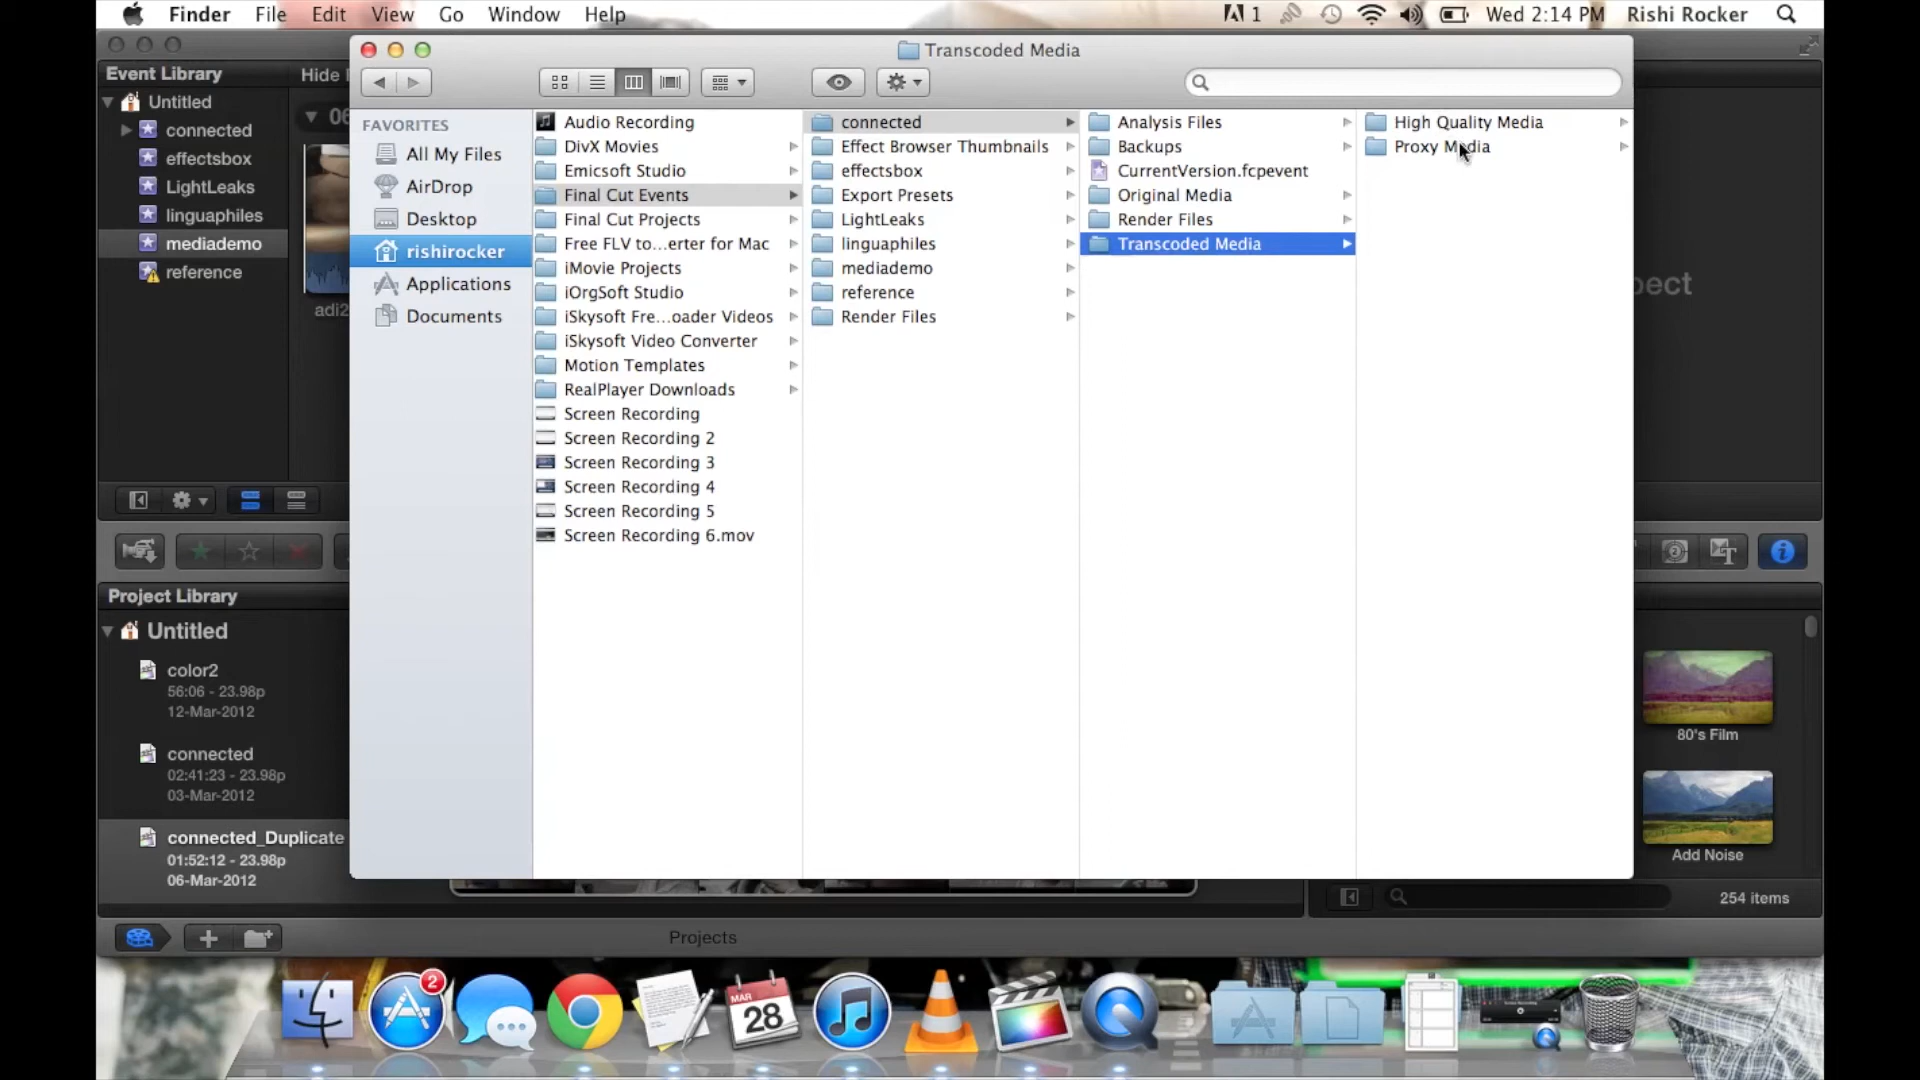 Finder File Edit View Go Window Help
1 Wed 2:14 PM Rishi Rocker
Transcoded Media
Event Library
Hide
Untitled
connected
effectsbox
LightLeaks
linguaphiles
mediademo
reference
06
adi2
FAVORITES
All My Files
AirDrop
Desktop
rishirocker
Applications
Documents
Audio Recording
DivX Movies
Emicsoft Studio
Final Cut Events
Final Cut Projects
Free FLV to...erter for Mac
iMovie Projects
iOrgSoft Studio
iSkysoft Fre...oader Videos
iSkysoft Video Converter
Motion Templates
RealPlayer Downloads
Screen Recording
Screen Recording 2
Screen Recording 3
Screen Recording 4
Screen Recording 5
Screen Recording 6.mov
connected
Effect Browser Thumbnails
effectsbox
Export Presets
LightLeaks
linguaphiles
mediademo
reference
Render Files
Analysis Files
Backups
CurrentVersion.fcpevent
Original Media
Render Files
Transcoded Media
High Quality Media
Proxy Media
pect
Project Library
Untitled
color2
56:06 - 23.98p
12-Mar-2012
connected
02:41:23 - 23.98p
03-Mar-2012
connected_Duplicate
01:52:12 - 23.98p
06-Mar-2012
80's Film
Add Noise
254 items
Projects
2
MAR
28